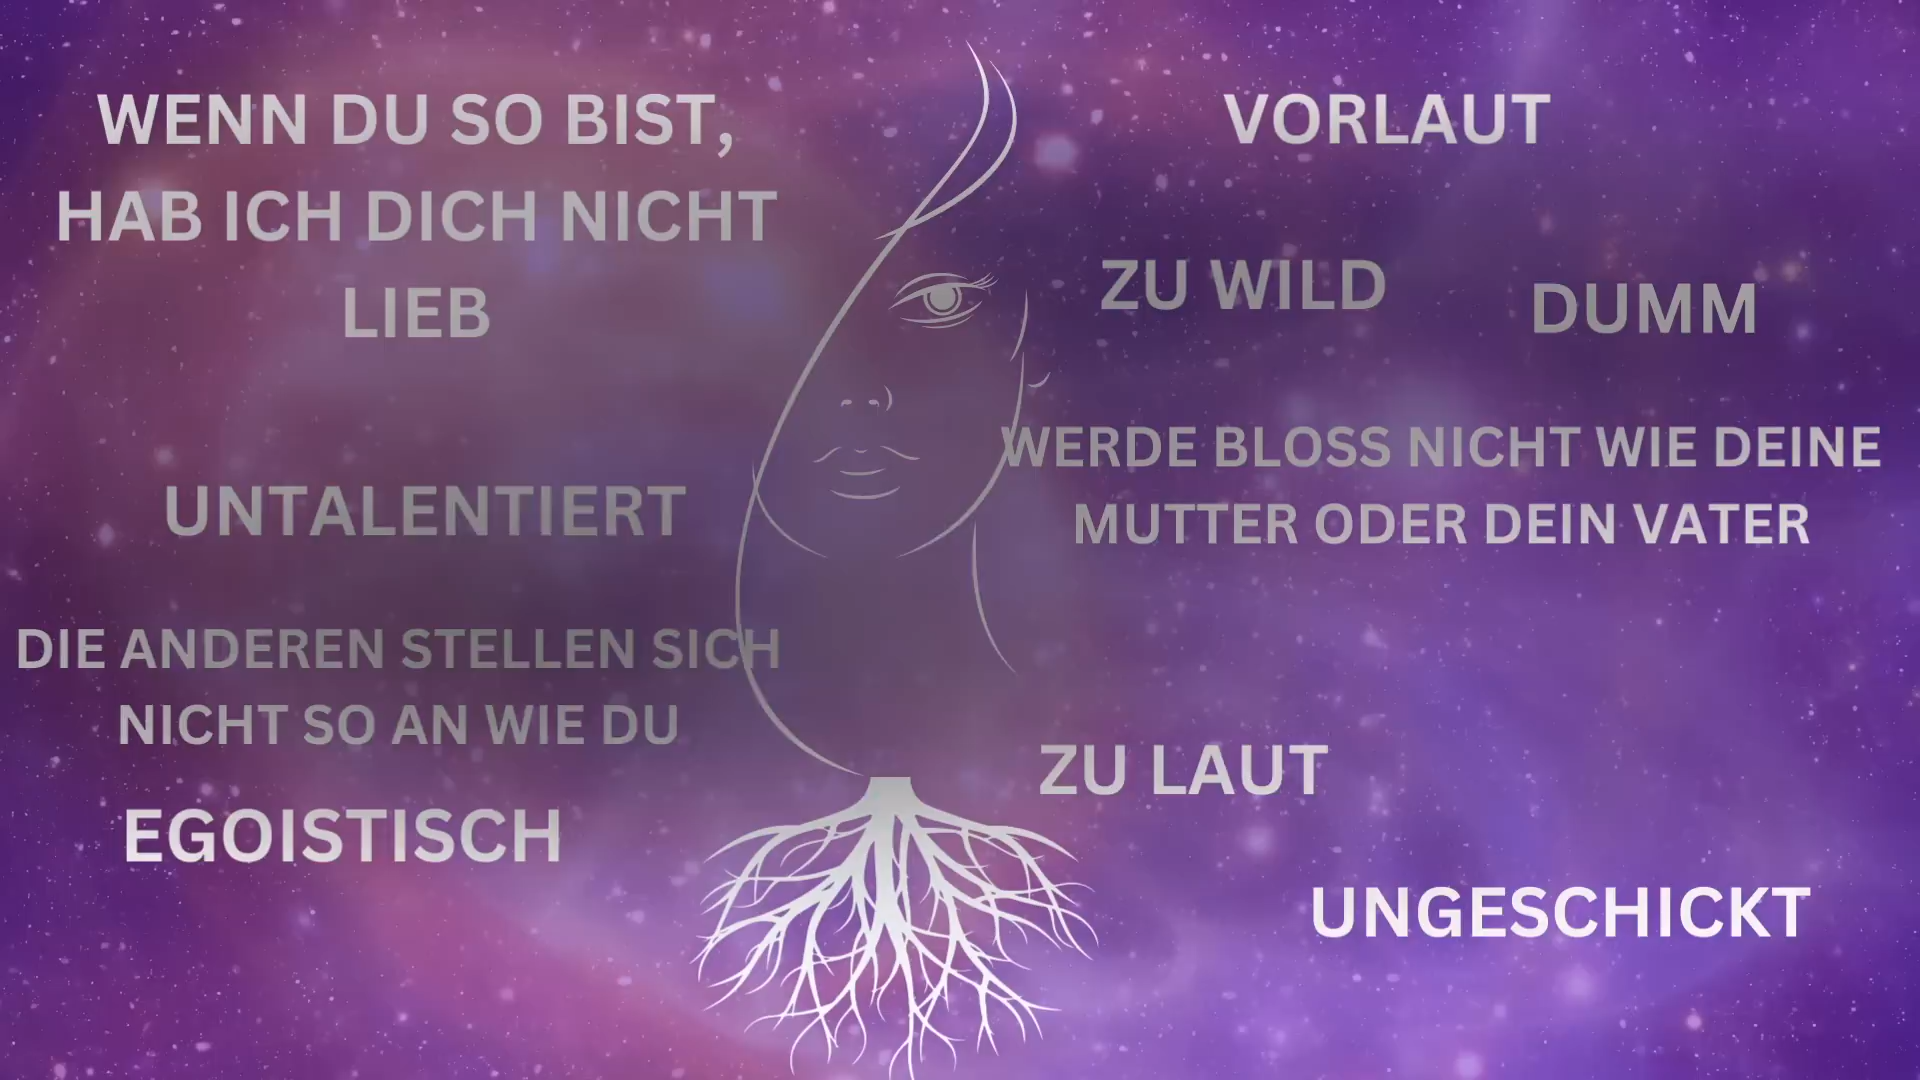 WENN DU SO BIST,
HAB ICH DICH NICHT
LIEB
VORLAUT
ZU WILD
DUMM
WERDE BLOSS NICHT WIE DEINE
MUTTER ODER DEIN VATER
UNTALENTIERT
DIE ANDEREN STELLEN SICH
NICHT SO AN WIE DU
EGOISTISCH
ZU LAUT
UNGESCHICKT